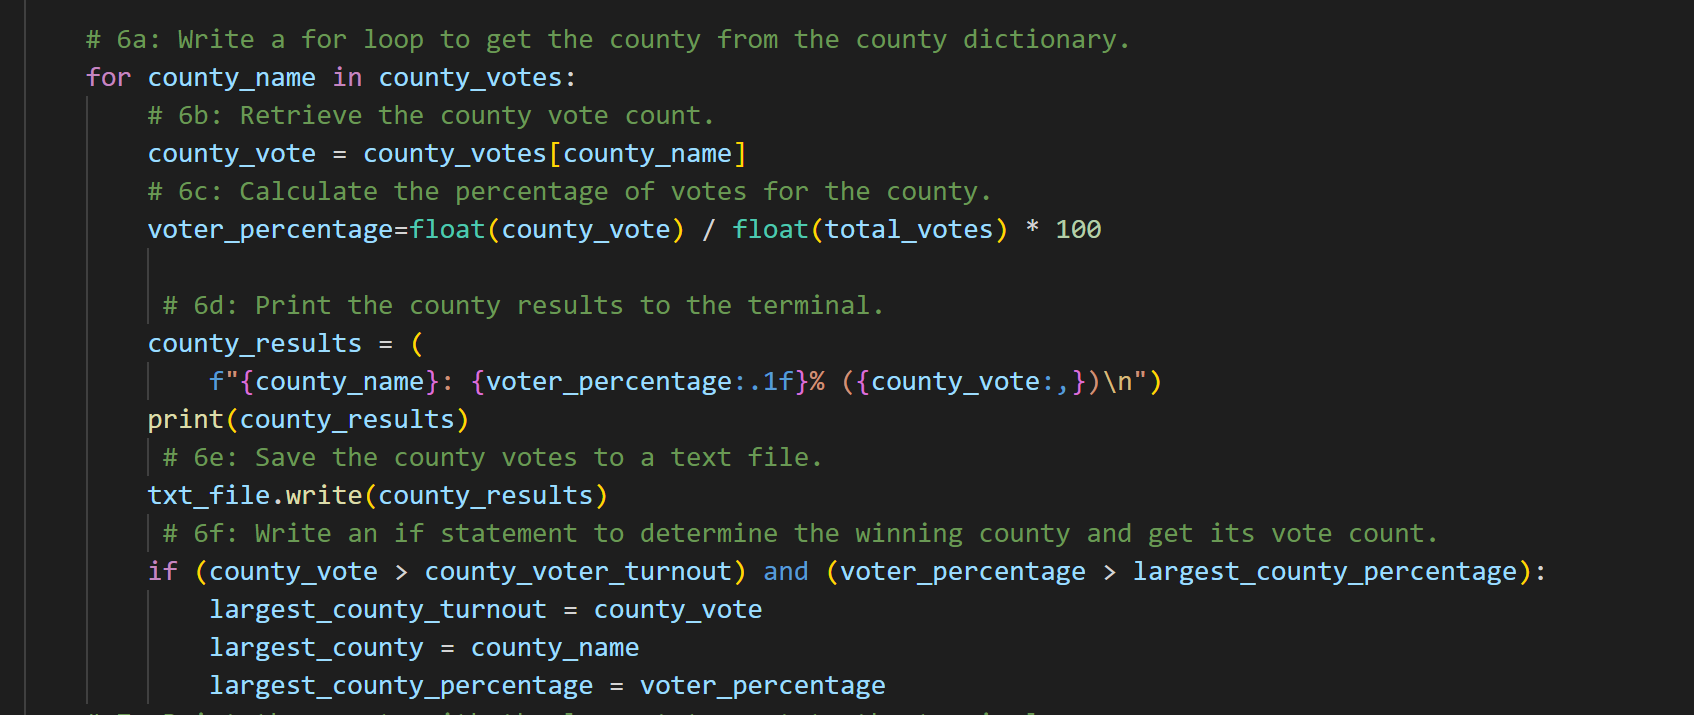 # 6a: Write a for loop to get the county from the county dictionary.
for county_name in county_votes:
# 6b: Retrieve the county vote count.
county_vote = county_votes[county_name]
# 6c: Calculate the percentage of votes for the county.
voter_percentage=float(county_vote) / float(total_votes) * 100
# 6d: Print the county results to the terminal.
county_results = (
f"{county_name}: {voter_percentage:.1f}% ({county_vote:,})\n")
print(county_results)
# 6e: Save the county votes to a text file.
txt_file.write(county_results)
# 6f: Write an if statement to determine the winning county and get its vote count.
if (county_vote > county_voter_turnout) and (voter_percentage > largest_county_percentage):
largest_county_turnout = county_vote
largest_county = county_name
largest_county_percentage = voter_percentage